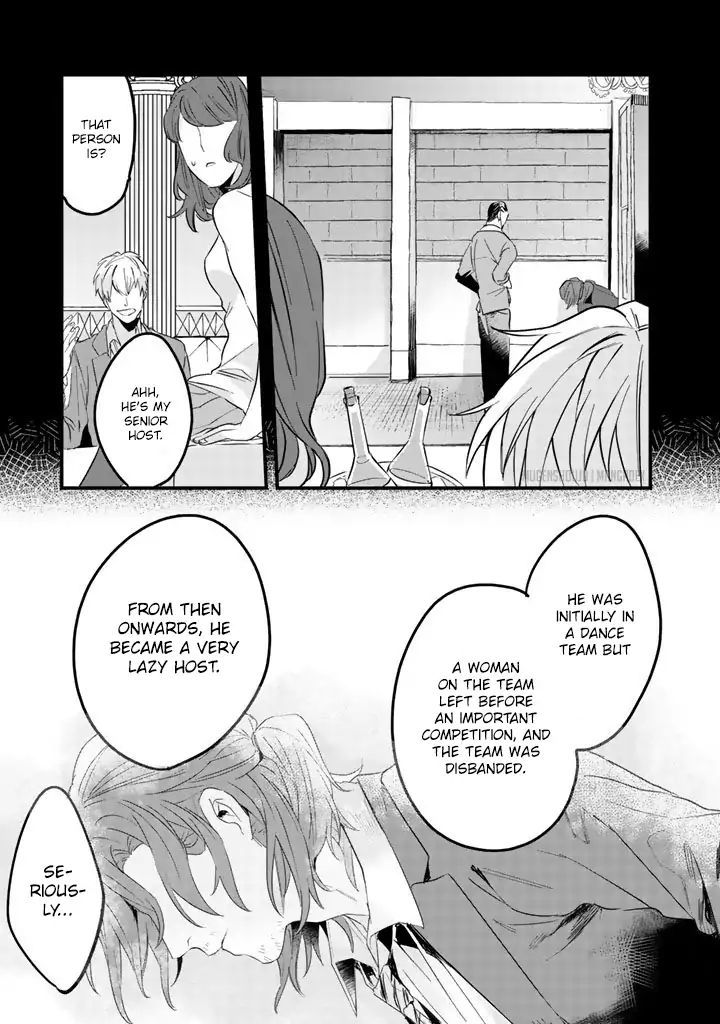 THAT
PERSON
IS?
AHH,
HE'S MY
SENIOR
HOST.
HE WAS
INITIALLY IN
A DANCE
TEAM BUT
A WOMAN
ON THE TEAM
LEFT BEFORE
AN IMPORTANT
COMPETITION, AND
THE TEAM WAS
DISBANDED.
FROM THEN
ONWARDS, HE
BECAME A VERY
LAZY HOST.
SE-
RIOUS-
LY...